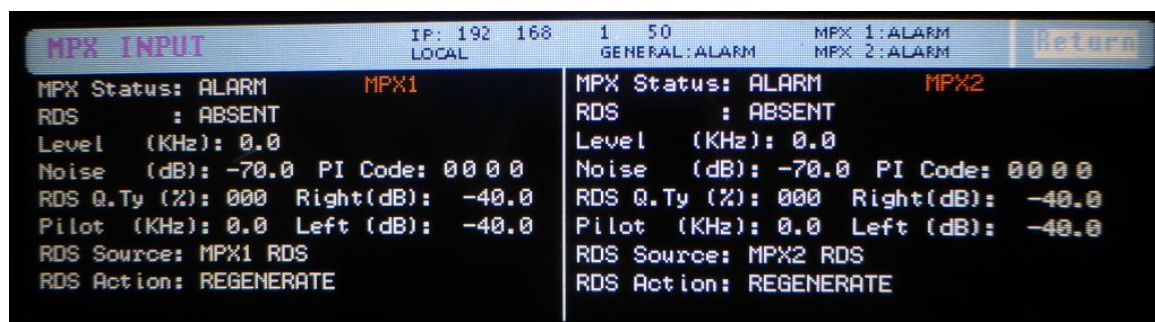 MPX INPUT
IP: 192 168 1 50
LOCAL
GENERAL:ALARM
MPX 1:ALARM
MPX 2:ALARM
Return
MPX Status: ALARM MPX1
RDS : ABSENT
Level (KHz): 0.0
Noise (dB): -70.0 PI Code: 0000
RDS Q.Ty (%): 000 Right(dB): -40.0
Pilot (KHz): 0.0 Left (dB): -40.0
RDS Source: MPX1 RDS
RDS Action: REGENERATE
MPX Status: ALARM MPX2
RDS : ABSENT
Level (KHz): 0.0
Noise (dB): -70.0 PI Code: 0000
RDS Q.Ty (%): 000 Right(dB): -40.0
Pilot (KHz): 0.0 Left (dB): -40.0
RDS Source: MPX2 RDS
RDS Action: REGENERATE